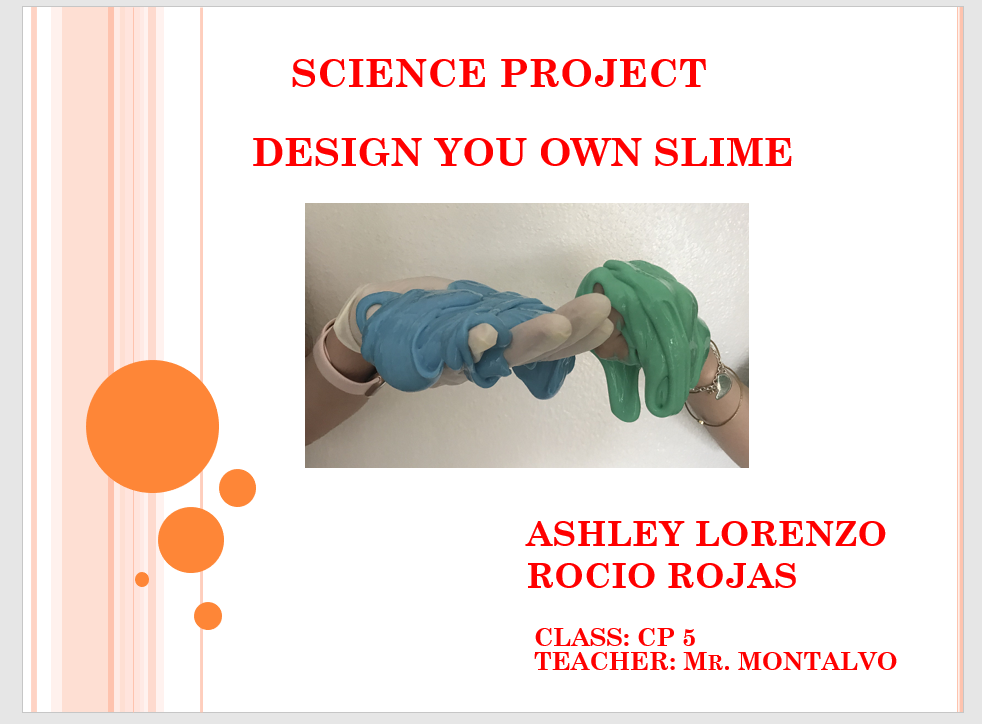 SCIENCE PROJECT
DESIGN YOU OWN SLIME
ASHLEY LORENZO
ROCIO ROJAS
CLASS: CP 5
TEACHER: MR. MONTALVO